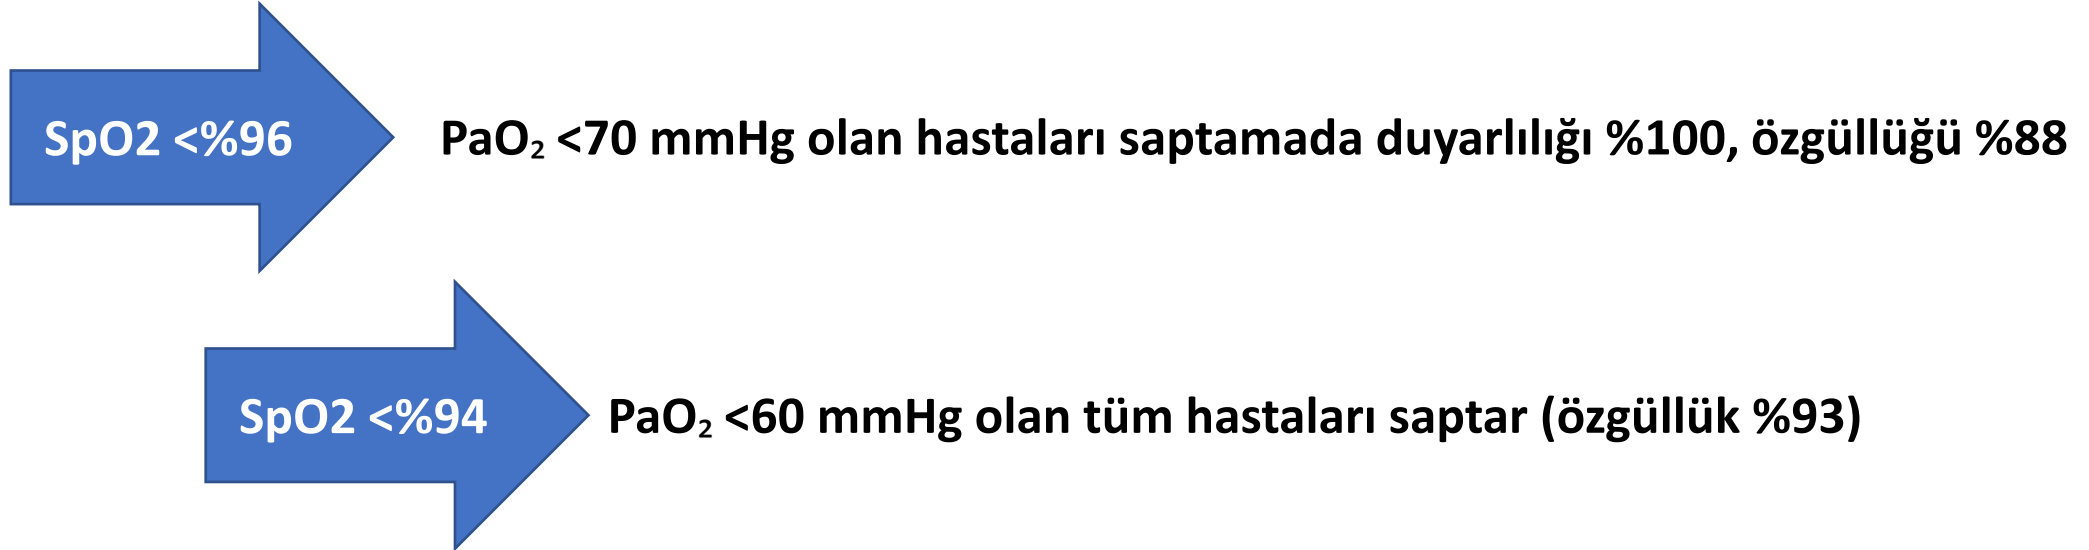 SpO2 <%96
PaO₂ <70 mmHg olan hastaları saptamada duyarlılığı %100, özgüllüğü %88
SpO2 <%94
PaO₂ <60 mmHg olan tüm hastaları saptar (özgüllük %93)